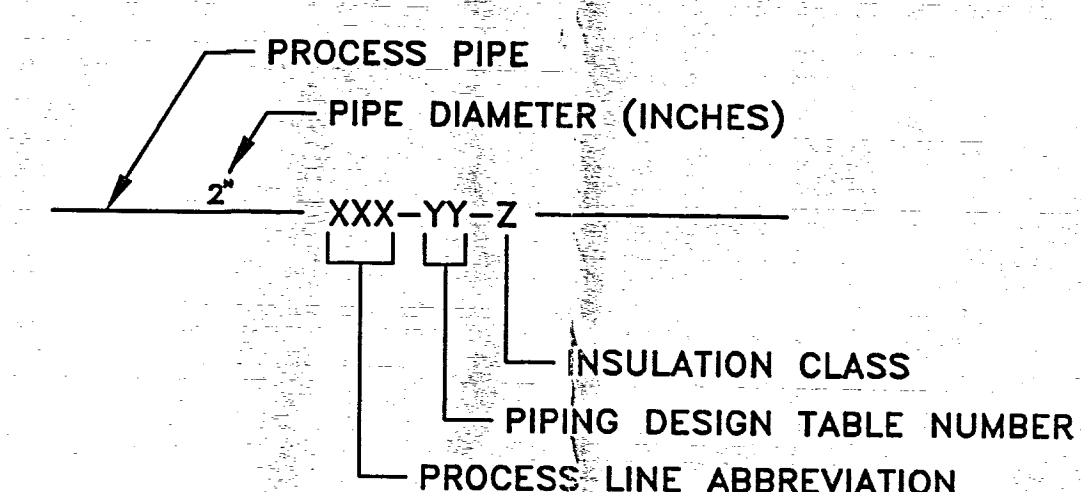 PROCESS PIPE
PIPE DIAMETER (INCHES)
2"
XXX-YY-Z
INSULATION CLASS
PIPING DESIGN TABLE NUMBER
PROCESS LINE ABBREVIATION